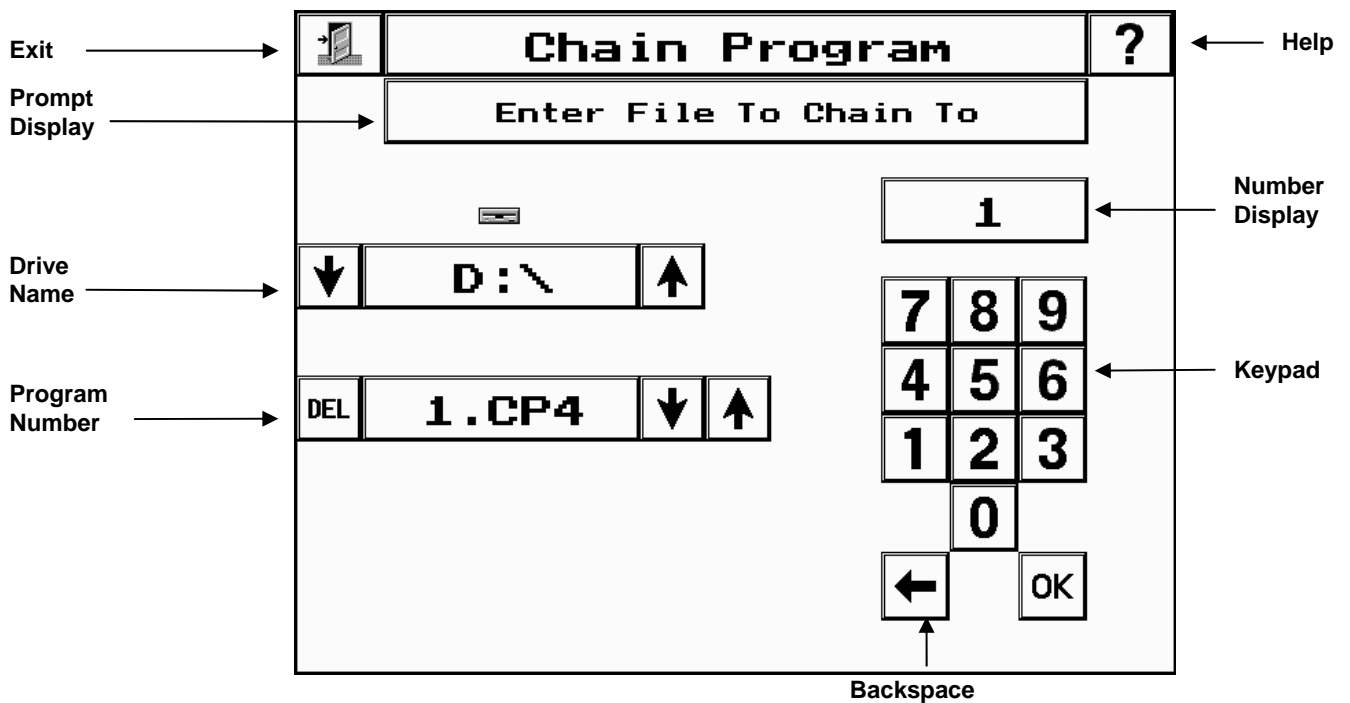 Exit
Chain Program
?
Help
Prompt
Display
Enter File To Chain To
1
Number
Display
Drive
Name
D:\
7 8 9
4 5 6
1 2 3
0
OK
Keypad
Program
Number
DEL
1.CP4
Backspace